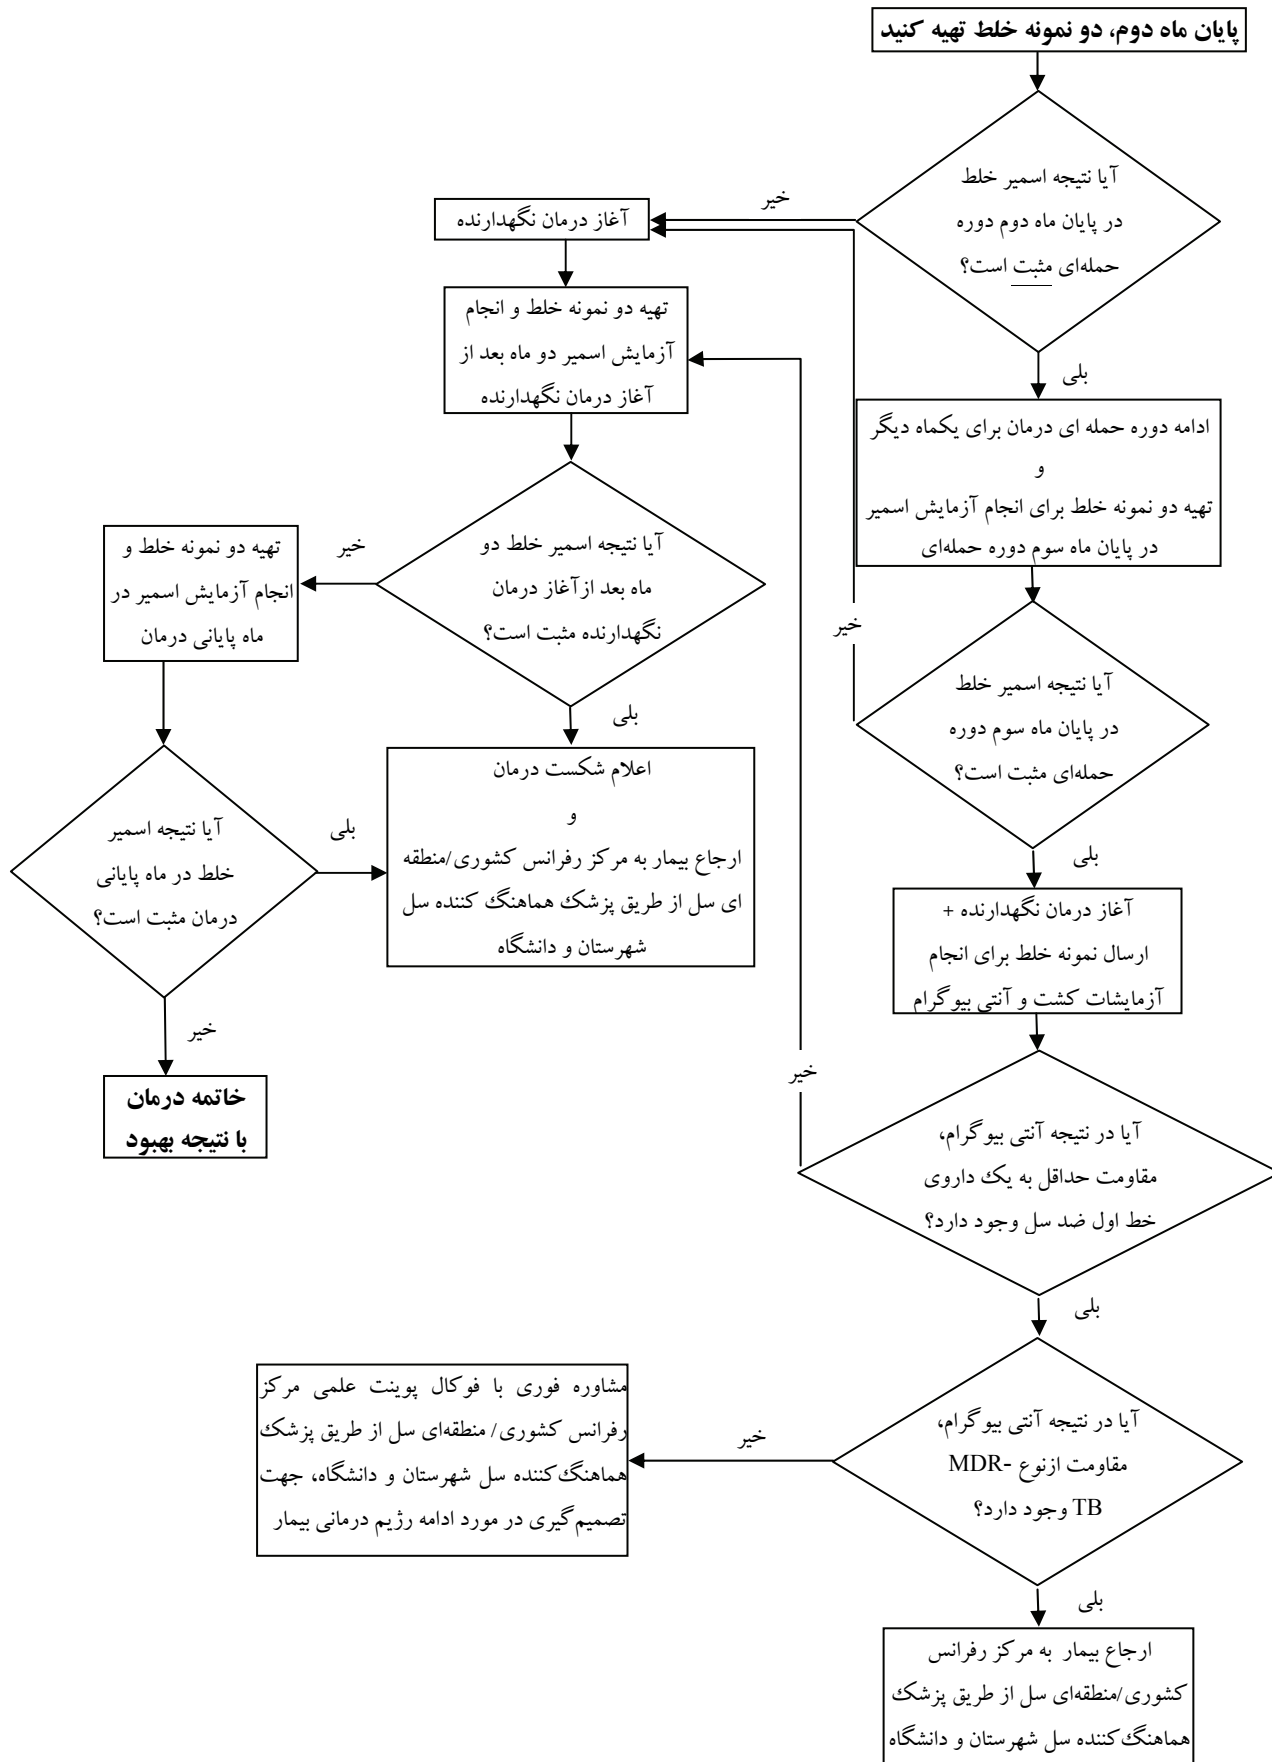 پایان ماه دوم، دو نمونه خلط تهیه کنید
آیا نتیجه اسمیر خلط
در پایان ماه دوم دوره
حمله‌ای مثبت است؟
خیر
بلی
آغاز درمان نگهدارنده
تهیه دو نمونه خلط و انجام
آزمایش اسمیر دو ماه بعد از
آغاز درمان نگهدارنده
ادامه دوره حمله ای درمان برای یکماه دیگر
و
تهیه دو نمونه خلط برای انجام آزمایش اسمیر
در پایان ماه سوم دوره حمله‌ای
آیا نتیجه اسمیر خلط دو
ماه بعد ازآغاز درمان
نگهدارنده مثبت است؟
خیر
بلی
تهیه دو نمونه خلط و
انجام آزمایش اسمیر در
ماه پایانی درمان
آیا نتیجه اسمیر خلط
در پایان ماه سوم دوره
حمله‌ای مثبت است؟
خیر
بلی
اعلام شکست درمان
و
ارجاع بیمار به مرکز رفرانس کشوری/منطقه
ای سل از طریق پزشک هماهنگ کننده سل
شهرستان و دانشگاه
آیا نتیجه اسمیر
خلط در ماه پایانی
درمان مثبت است؟
بلی
خیر
خاتمه درمان
با نتیجه بهبود
آغاز درمان نگهدارنده +
ارسال نمونه خلط برای انجام
آزمایشات کشت و آنتی بیوگرام
آیا در نتیجه آنتی بیوگرام،
مقاومت حداقل به یک داروی
خط اول ضد سل وجود دارد؟
خیر
بلی
آیا در نتیجه آنتی بیوگرام،
مقاومت ازنوع MDR-
TB وجود دارد؟
خیر
بلی
مشاوره فوری با فوکال پوینت علمی مرکز
رفرانس کشوری/ منطقه‌ای سل از طریق پزشک
هماهنگ کننده سل شهرستان و دانشگاه، جهت
تصمیم گیری در مورد ادامه رژیم درمانی بیمار
ارجاع بیمار به مرکز رفرانس
کشوری/منطقه‌ای سل از طریق پزشک
هماهنگ کننده سل شهرستان و دانشگاه